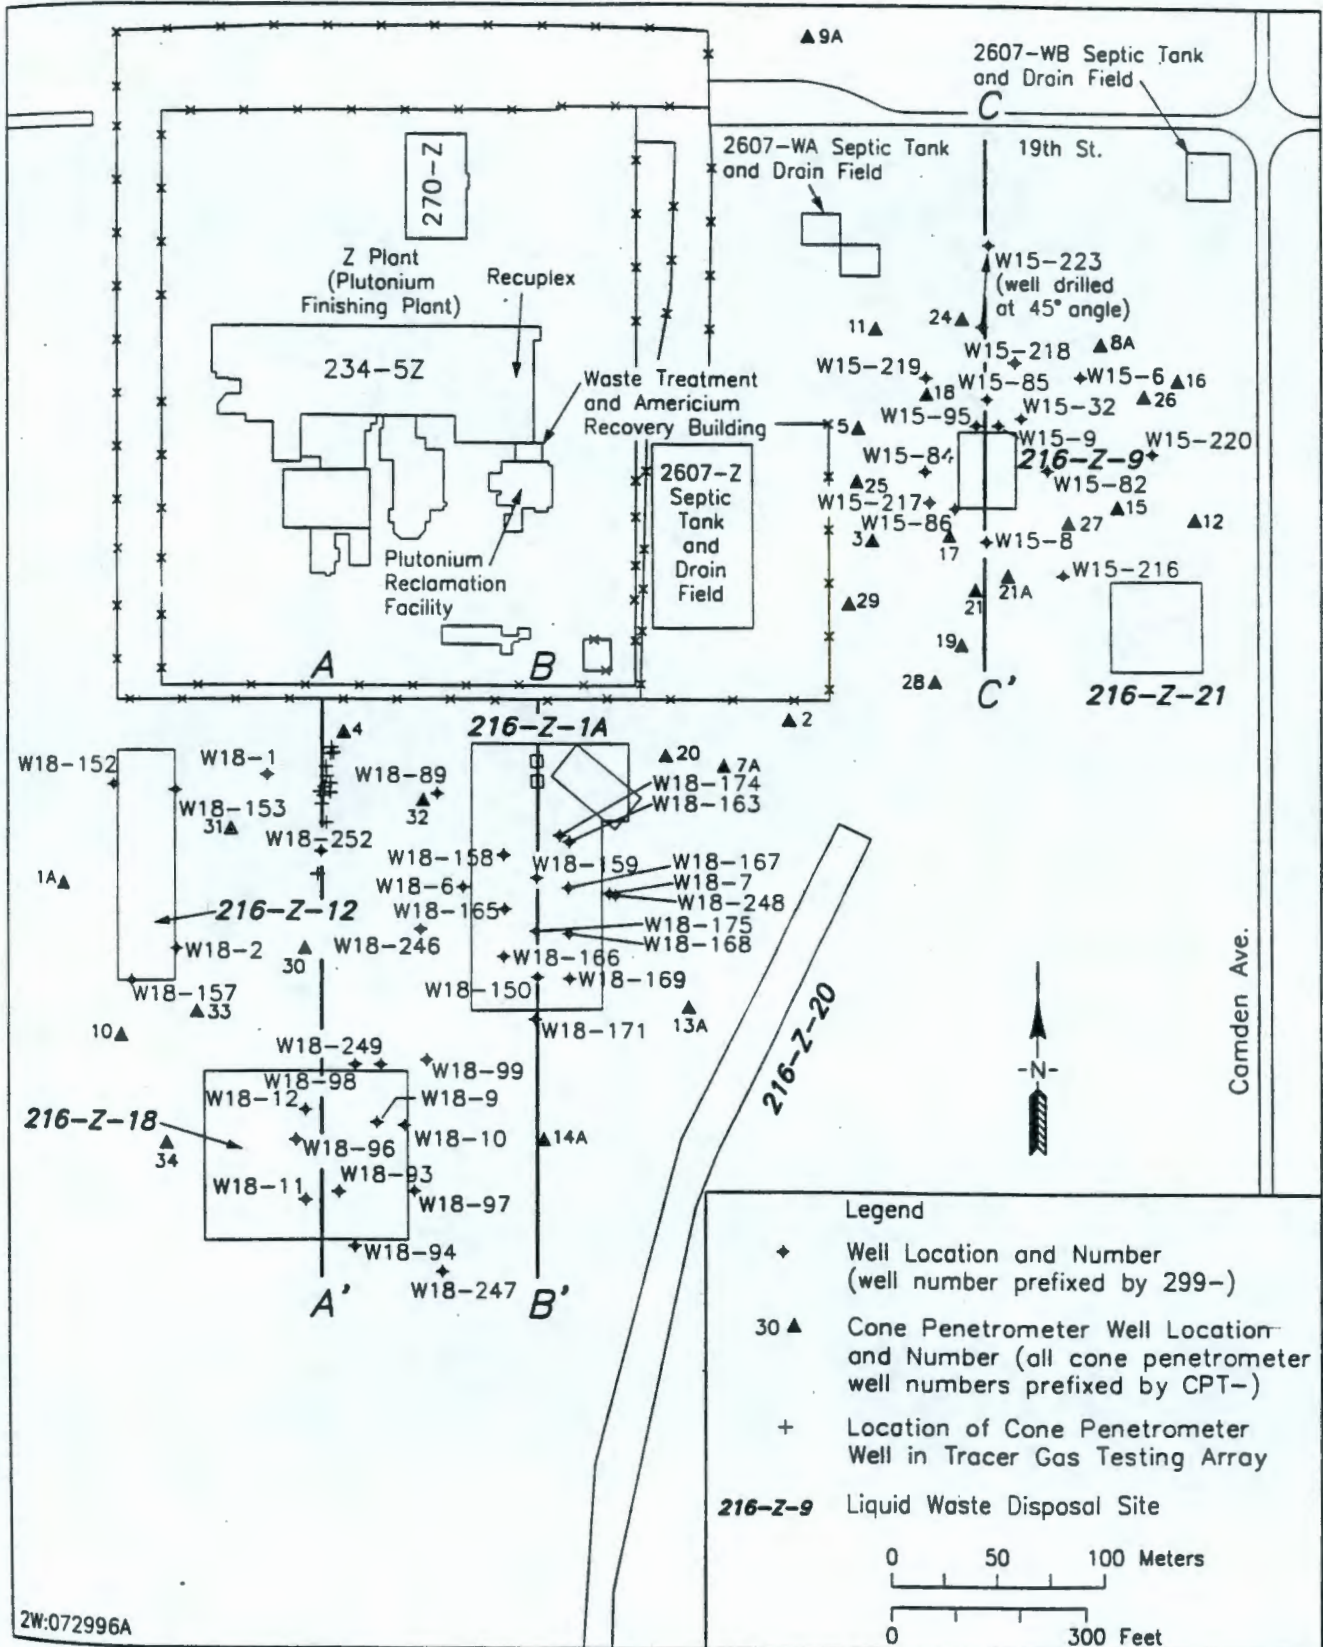 9A
2607-WB Septic Tank
and Drain Field
C
2607-WA Septic Tank
and Drain Field
19th St.
270-Z
Z Plant
(Plutonium
Finishing Plant)
Recuplex
234-5Z
Waste Treatment
and Americium
Recovery Building
Plutonium
Reclamation
Facility
2607-Z
Septic
Tank
and
Drain
Field
W15-223
(well drilled
at 45° angle)
24
11
8A
W15-218
W15-219
W15-6
16
18
W15-85
26
W15-95
W15-32
5
W15-9
W15-220
W15-84
216-Z-9
25
W15-82
W15-217
15
W15-86
27
12
3
17
W15-8
W15-216
21A
21
29
19
28
C'
216-Z-21
A
B
2
4
216-Z-1A
20
7A
W18-152
W18-1
W18-89
W18-174
W18-153
32
W18-163
31
W18-252
W18-158
W18-159
W18-167
1A
W18-6
W18-7
W18-248
216-Z-12
W18-165
W18-175
W18-2
30
W18-246
W18-168
W18-166
W18-157
W18-150
W18-169
33
13A
10
W18-171
216-Z-20
Camden Ave.
-N-
W18-249
W18-99
W18-98
W18-12
W18-9
216-Z-18
W18-96
W18-10
14A
34
W18-93
W18-11
W18-97
W18-94
W18-247
A'
B'
Legend
Well Location and Number
(well number prefixed by 299-)
30
Cone Penetrometer Well Location
and Number (all cone penetrometer
well numbers prefixed by CPT-)
Location of Cone Penetrometer
Well in Tracer Gas Testing Array
216-Z-9 Liquid Waste Disposal Site
0 50 100 Meters
0 300 Feet
2W:072996A